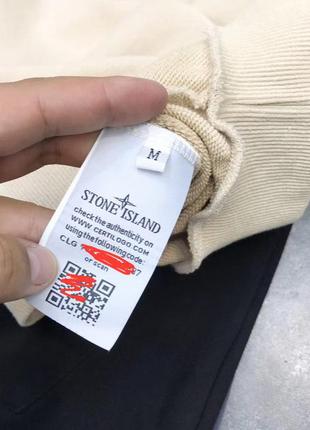 M
STONE ISLAND
check the authenticity on
WWW.CERTILOGO.COM
using the following code:
CLG
or scan